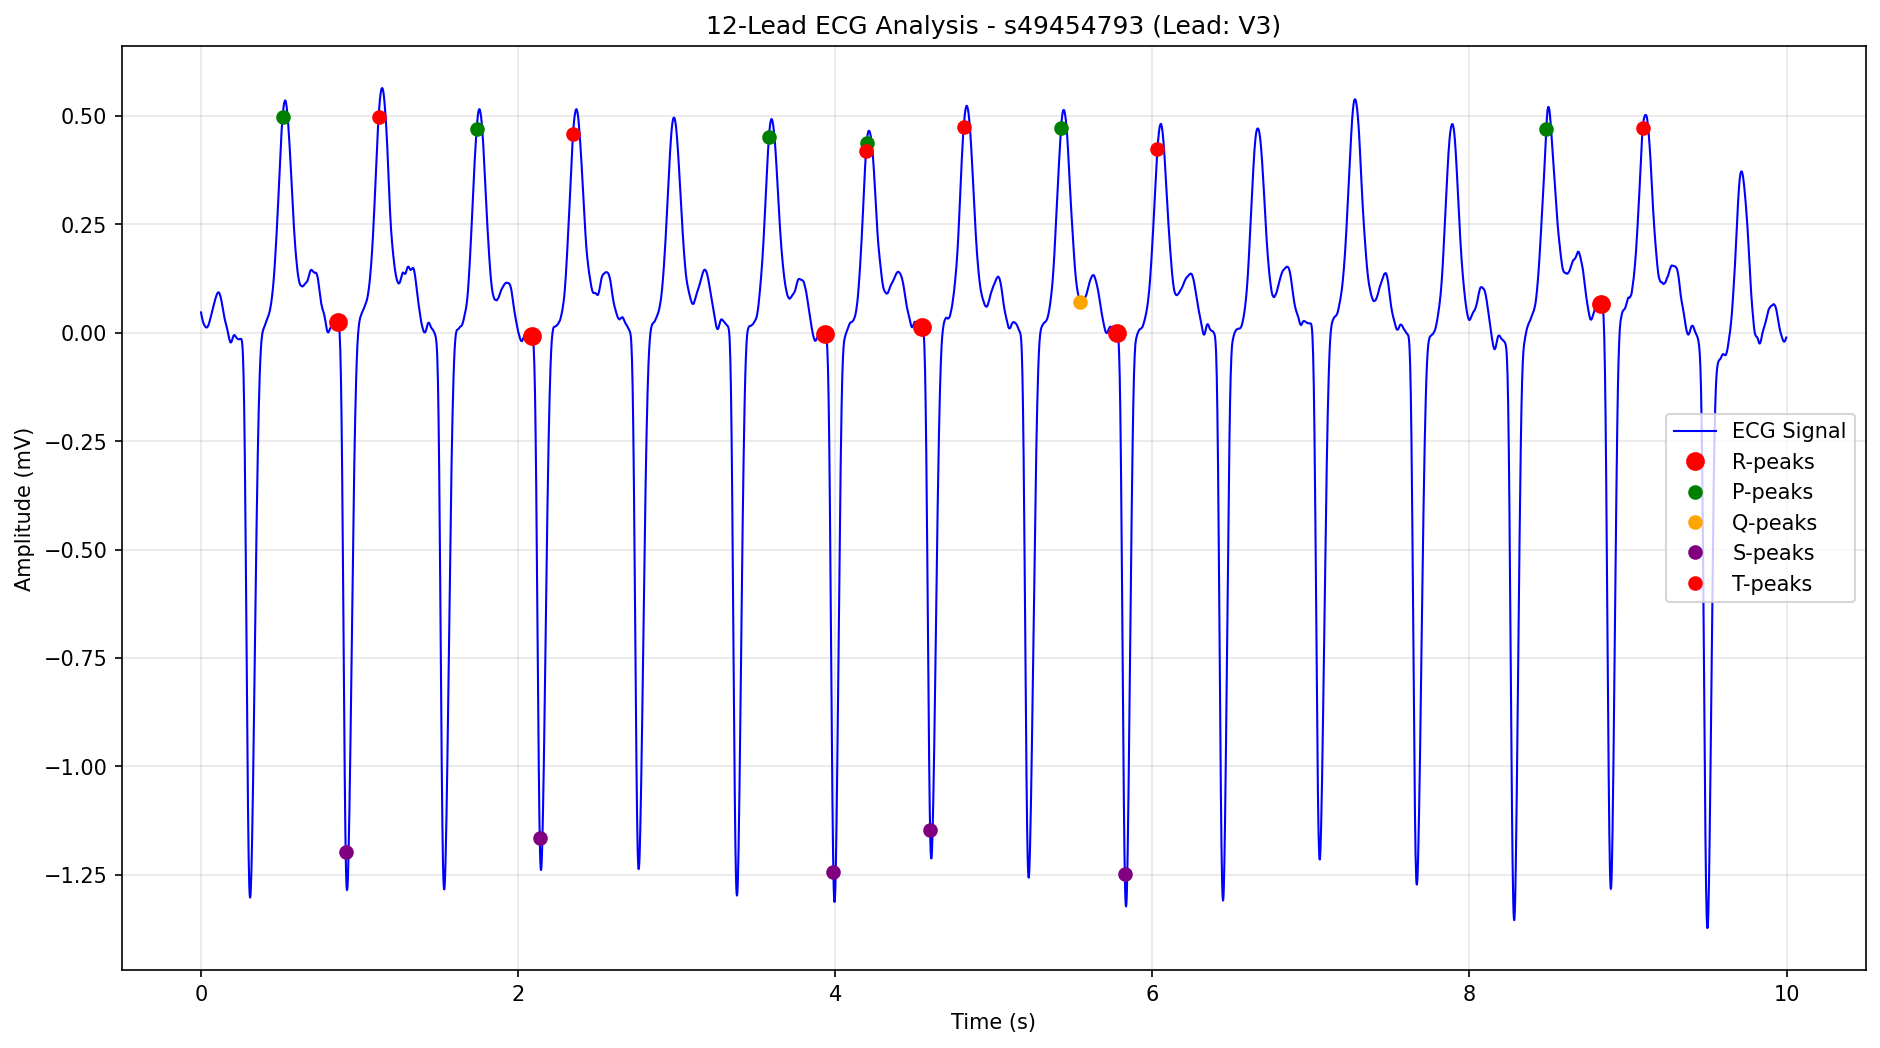 12-Lead ECG Analysis - s49454793 (Lead: V3)
Amplitude (mV)
0.50
0.25
0.00
−0.25
−0.50
−0.75
−1.00
−1.25
ECG Signal
R-peaks
P-peaks
Q-peaks
S-peaks
T-peaks
0 2 4 6 8 10
Time (s)